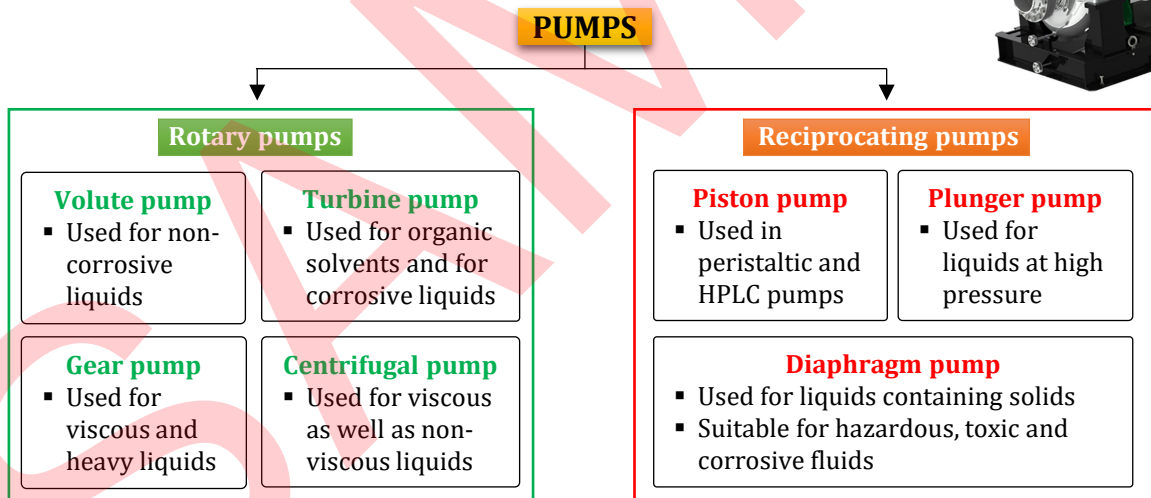 PUMPS
Rotary pumps
Volute pump
▪ Used for non-
corrosive
liquids
Turbine pump
▪ Used for organic
solvents and for
corrosive liquids
Gear pump
▪ Used for
viscous and
heavy liquids
Centrifugal pump
▪ Used for viscous
as well as non-
viscous liquids
Reciprocating pumps
Piston pump
▪ Used in
peristaltic and
HPLC pumps
Plunger pump
▪ Used for
liquids at high
pressure
Diaphragm pump
▪ Used for liquids containing solids
▪ Suitable for hazardous, toxic and
corrosive fluids